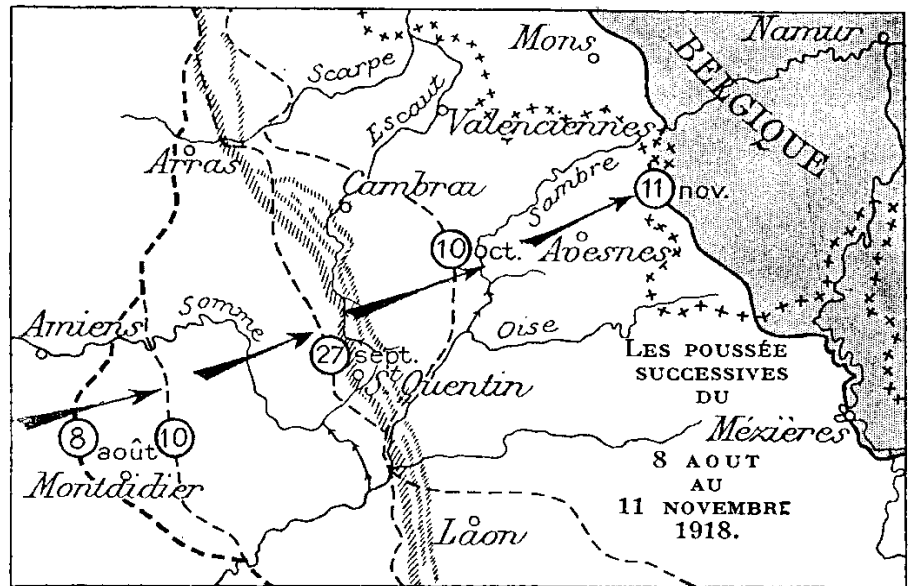 Mons
Namur
BELGIQUE
Scarpe
Escaut
Valenciennes
Arras
Cambrai
Sambre
11 nov.
10 oct.
Avesnes
Amiens
Somme
Oise
27 sept.
St Quentin
8 août 10
Montdidier
Mézières
Laon
LES POUSSÉE
SUCCESSIVES
DU
8 AOUT
AU
11 NOVEMBRE
1918.